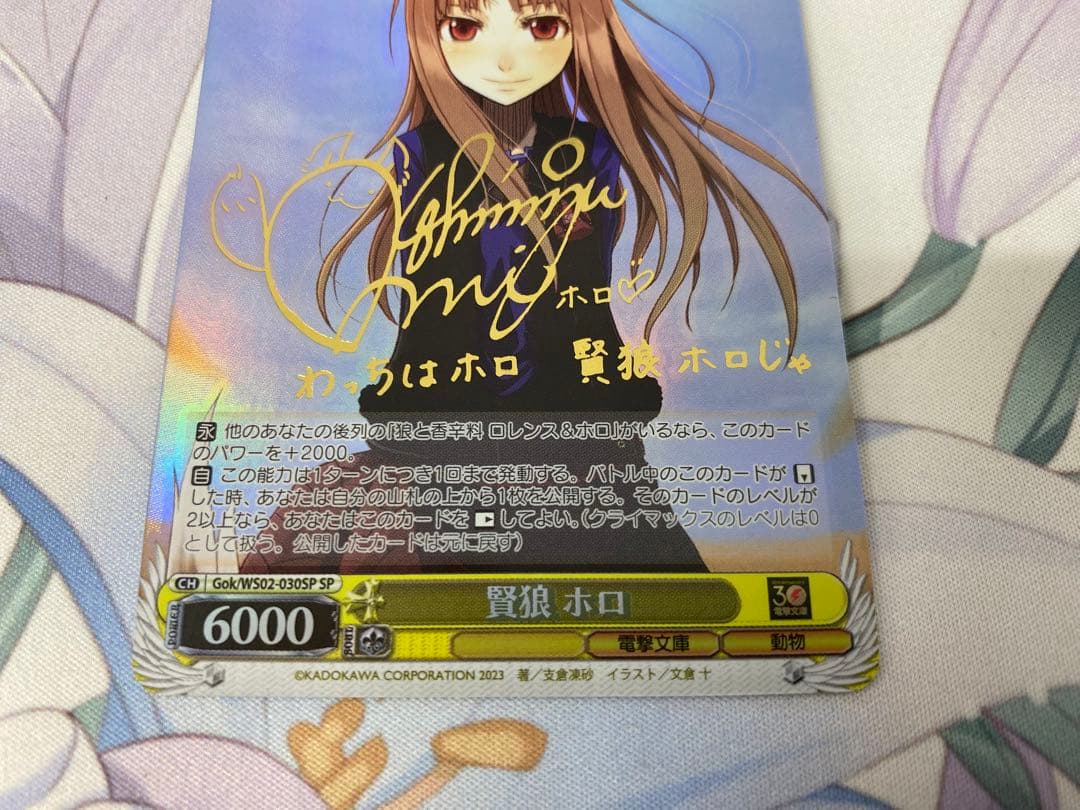 ホロ♡
わっちはホロ 賢狼ホロじゃ
永 他のあなたの後列の「狼と香辛料 ロレンス＆ホロ」がいるなら、このカード
のパワーを＋2000。
自 この能力は1ターンにつき1回まで発動する。バトル中のこのカードが
した時、あなたは自分の山札の上から1枚を公開する。そのカードのレベルが
2以上なら、あなたはこのカードを してよい。(クライマックスのレベルは0
として扱う。公開したカードは元に戻す)
CH Gok/WS02-030SP SP
POWER 6000 賢狼 ホロ 30 電撃文庫
SOUL 電撃文庫 動物
©KADOKAWA CORPORATION 2023 著／支倉凍砂 イラスト／文倉 十